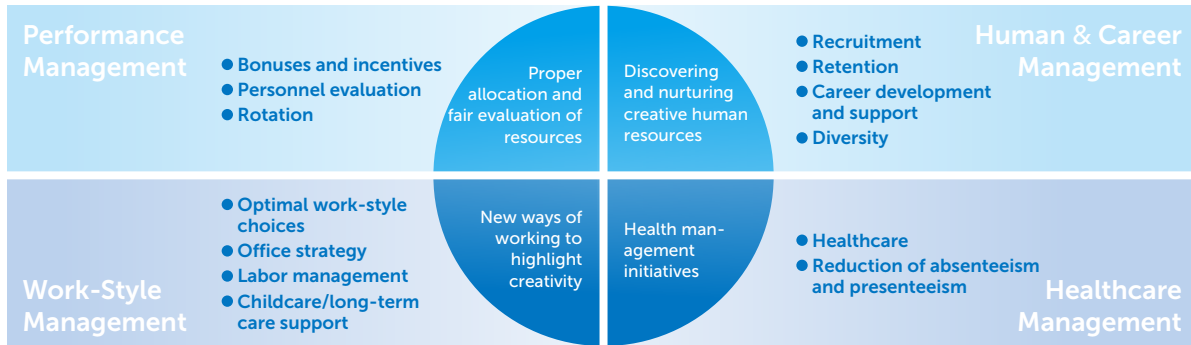 Performance
Management
● Bonuses and incentives
● Personnel evaluation
● Rotation
Proper
allocation and
fair evaluation of
resources
Discovering
and nurturing
creative human
resources
● Recruitment
● Retention
● Career development
and support
● Diversity
Human & Career
Management
Work-Style
Management
● Optimal work-style
choices
● Office strategy
● Labor management
● Childcare/long-term
care support
New ways of
working to
highlight
creativity
Health man-
agement
initiatives
● Healthcare
● Reduction of absenteeism
and presenteeism
Healthcare
Management